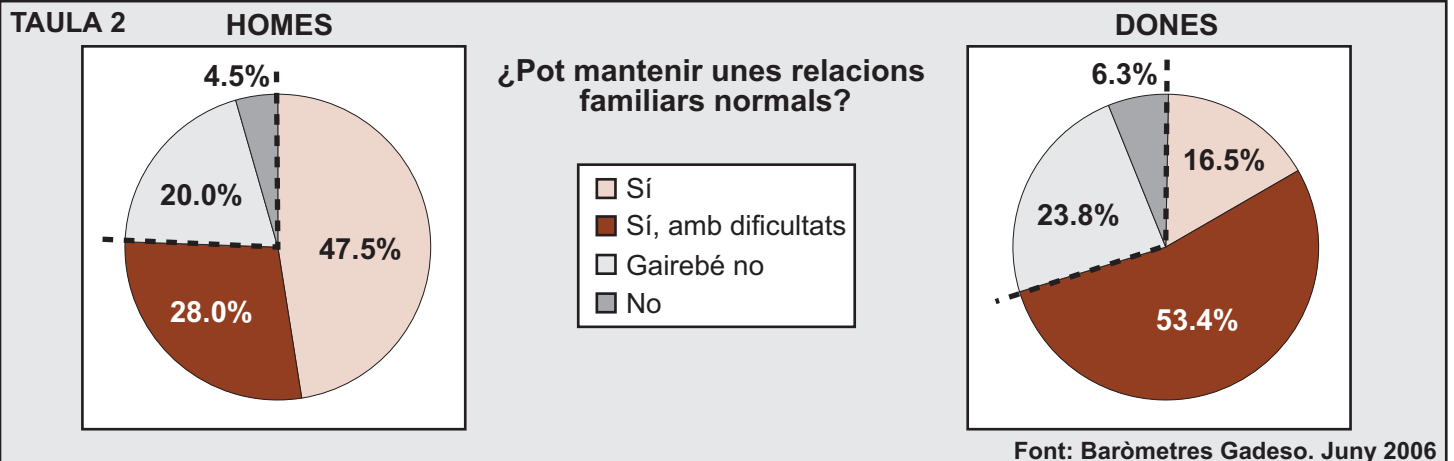 TAULA 2
HOMES
4.5%
20.0%
47.5%
28.0%
¿Pot mantenir unes relacions
familiars normals?
Sí
Sí, amb dificultats
Gairebé no
No
DONES
6.3%
16.5%
23.8%
53.4%
Font: Baròmetres Gadeso. Juny 2006